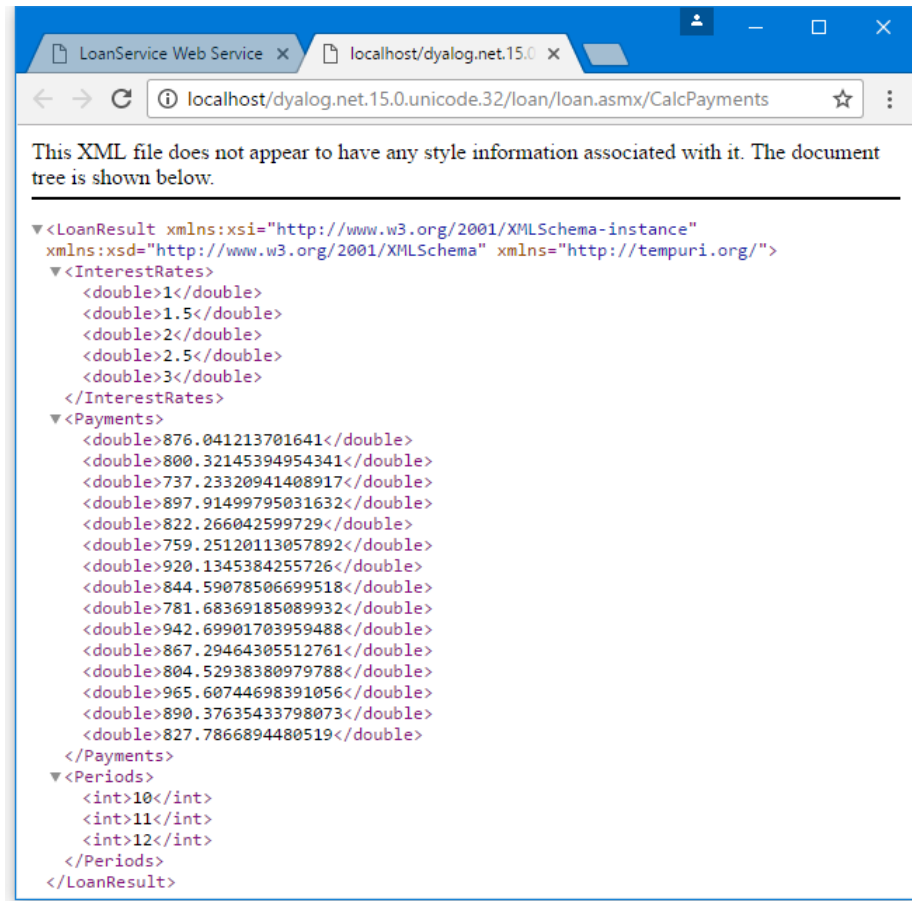 LoanService Web Service
localhost/dyalog.net.15.0
localhost/dyalog.net.15.0.unicode.32/loan/loan.asmx/CalcPayments
This XML file does not appear to have any style information associated with it. The document
tree is shown below.
▼<LoanResult xmlns:xsi="http://www.w3.org/2001/XMLSchema-instance"
xmlns:xsd="http://www.w3.org/2001/XMLSchema" xmlns="http://tempuri.org/">
▼<InterestRates>
<double>1</double>
<double>1.5</double>
<double>2</double>
<double>2.5</double>
<double>3</double>
</InterestRates>
▼<Payments>
<double>876.041213701641</double>
<double>800.32145394954341</double>
<double>737.23320941408917</double>
<double>897.91499795031632</double>
<double>822.266042599729</double>
<double>759.25120113057892</double>
<double>920.1345384255726</double>
<double>844.59078506699518</double>
<double>781.68369185089932</double>
<double>942.69901703959488</double>
<double>867.29464305512761</double>
<double>804.52938380979788</double>
<double>965.60744698391056</double>
<double>890.37635433798073</double>
<double>827.7866894480519</double>
</Payments>
▼<Periods>
<int>10</int>
<int>11</int>
<int>12</int>
</Periods>
</LoanResult>